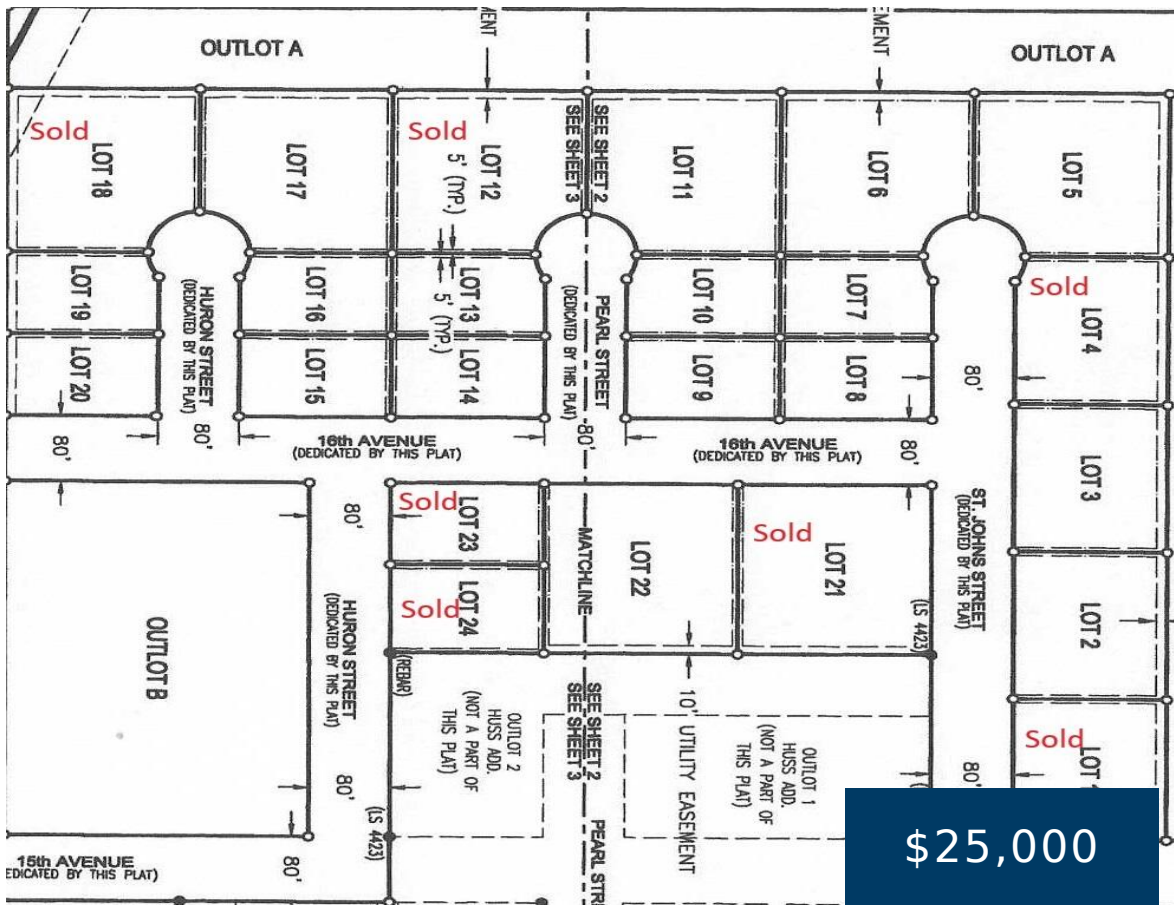 EMENT
EMENT
OUTLOT A
OUTLOT A
Sold
LOT 18
LOT 17
Sold
LOT 12
5' (TYP.)
SEE SHEET 2
SEE SHEET 3
LOT 11
LOT 6
LOT 5
LOT 19
LOT 20
HURON STREET
(DEDICATED BY THIS PLAT)
80'
LOT 16
LOT 15
LOT 13
5' (TYP.)
LOT 14
PEARL STREET
(DEDICATED BY THIS PLAT)
80'
LOT 10
LOT 9
LOT 7
LOT 8
80'
Sold
LOT 4
80'
16th AVENUE
(DEDICATED BY THIS PLAT)
16th AVENUE
(DEDICATED BY THIS PLAT)
80'
LOT 3
80'
Sold
LOT 23
Sold
LOT 24
MATCHLINE
LOT 22
Sold
LOT 21
(LS 4423)
ST. JOHNS STREET
(DEDICATED BY THIS PLAT)
LOT 2
OUTLOT B
HURON STREET
(DEDICATED BY THIS PLAT)
(REBAR)
OUTLOT 2
HUSS ADD.
(NOT A PART OF
THIS PLAT)
SEE SHEET 2
SEE SHEET 3
10' UTILITY EASEMENT
OUTLOT 1
HUSS ADD.
(NOT A PART OF
THIS PLAT)
Sold
LOT
80'
80'
(LS 4423)
PEARL STRE
15th AVENUE
DEDICATED BY THIS PLAT)
80'
$25,000